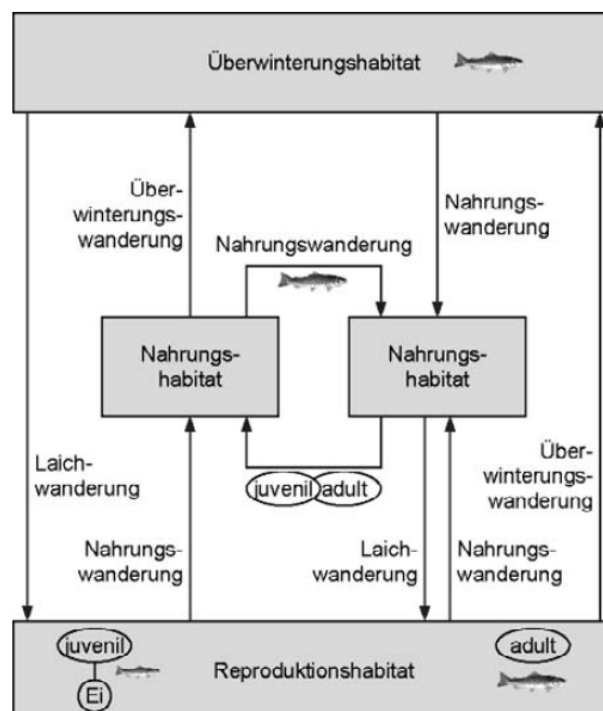 Überwinterungshabitat
Über-
winterungs-
wanderung
Nahrungs-
wanderung
Nahrungswanderung
Nahrungs-
habitat
Nahrungs-
habitat
Laich-
wanderung
juvenil
adult
Über-
winterungs-
wanderung
Nahrungs-
wanderung
Laich-
wanderung
Nahrungs-
wanderung
juvenil
Ei
Reproduktionshabitat
adult